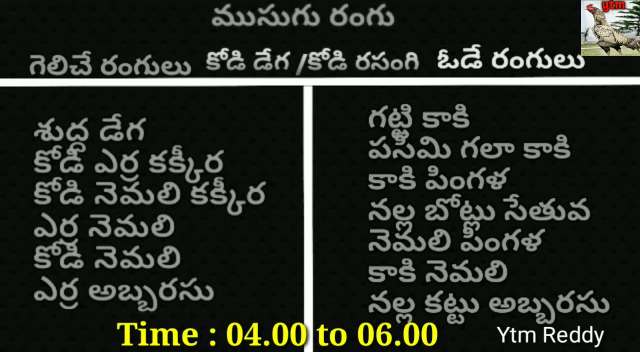 ముసుగు రంగు
ytm
గెలిచే రంగులు కోడి డేగ /కోడి రసంగి ఓడే రంగులు
శుద్ధ డేగ
కోడి ఎర్ర కక్కీర
కోడి నెమలి కక్కీర
ఎర్ర నెమలి
కోడి నెమలి
ఎర్ర అబ్బరసు
గట్టి కాకి
పసిమి గలా కాకి
కాకి పింగళ
నల్ల బోట్లు సేతువ
నెమలి పింగళ
కాకి నెమలి
నల్ల కట్టు అబ్బరసు
Time : 04.00 to 06.00
Ytm Reddy